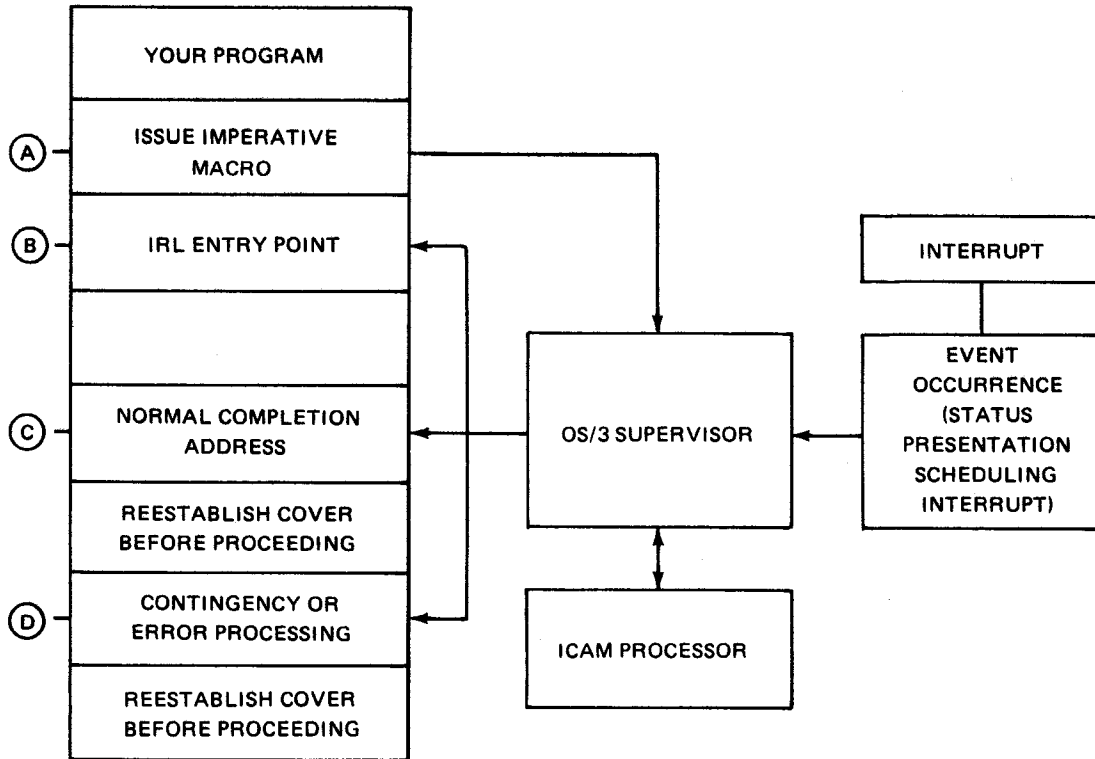 YOUR PROGRAM
A
ISSUE IMPERATIVE
MACRO
B
IRL ENTRY POINT
C
NORMAL COMPLETION
ADDRESS
REESTABLISH COVER
BEFORE PROCEEDING
D
CONTINGENCY OR
ERROR PROCESSING
REESTABLISH COVER
BEFORE PROCEEDING
OS/3 SUPERVISOR
ICAM PROCESSOR
INTERRUPT
EVENT
OCCURRENCE
(STATUS
PRESENTATION
SCHEDULING
INTERRUPT)